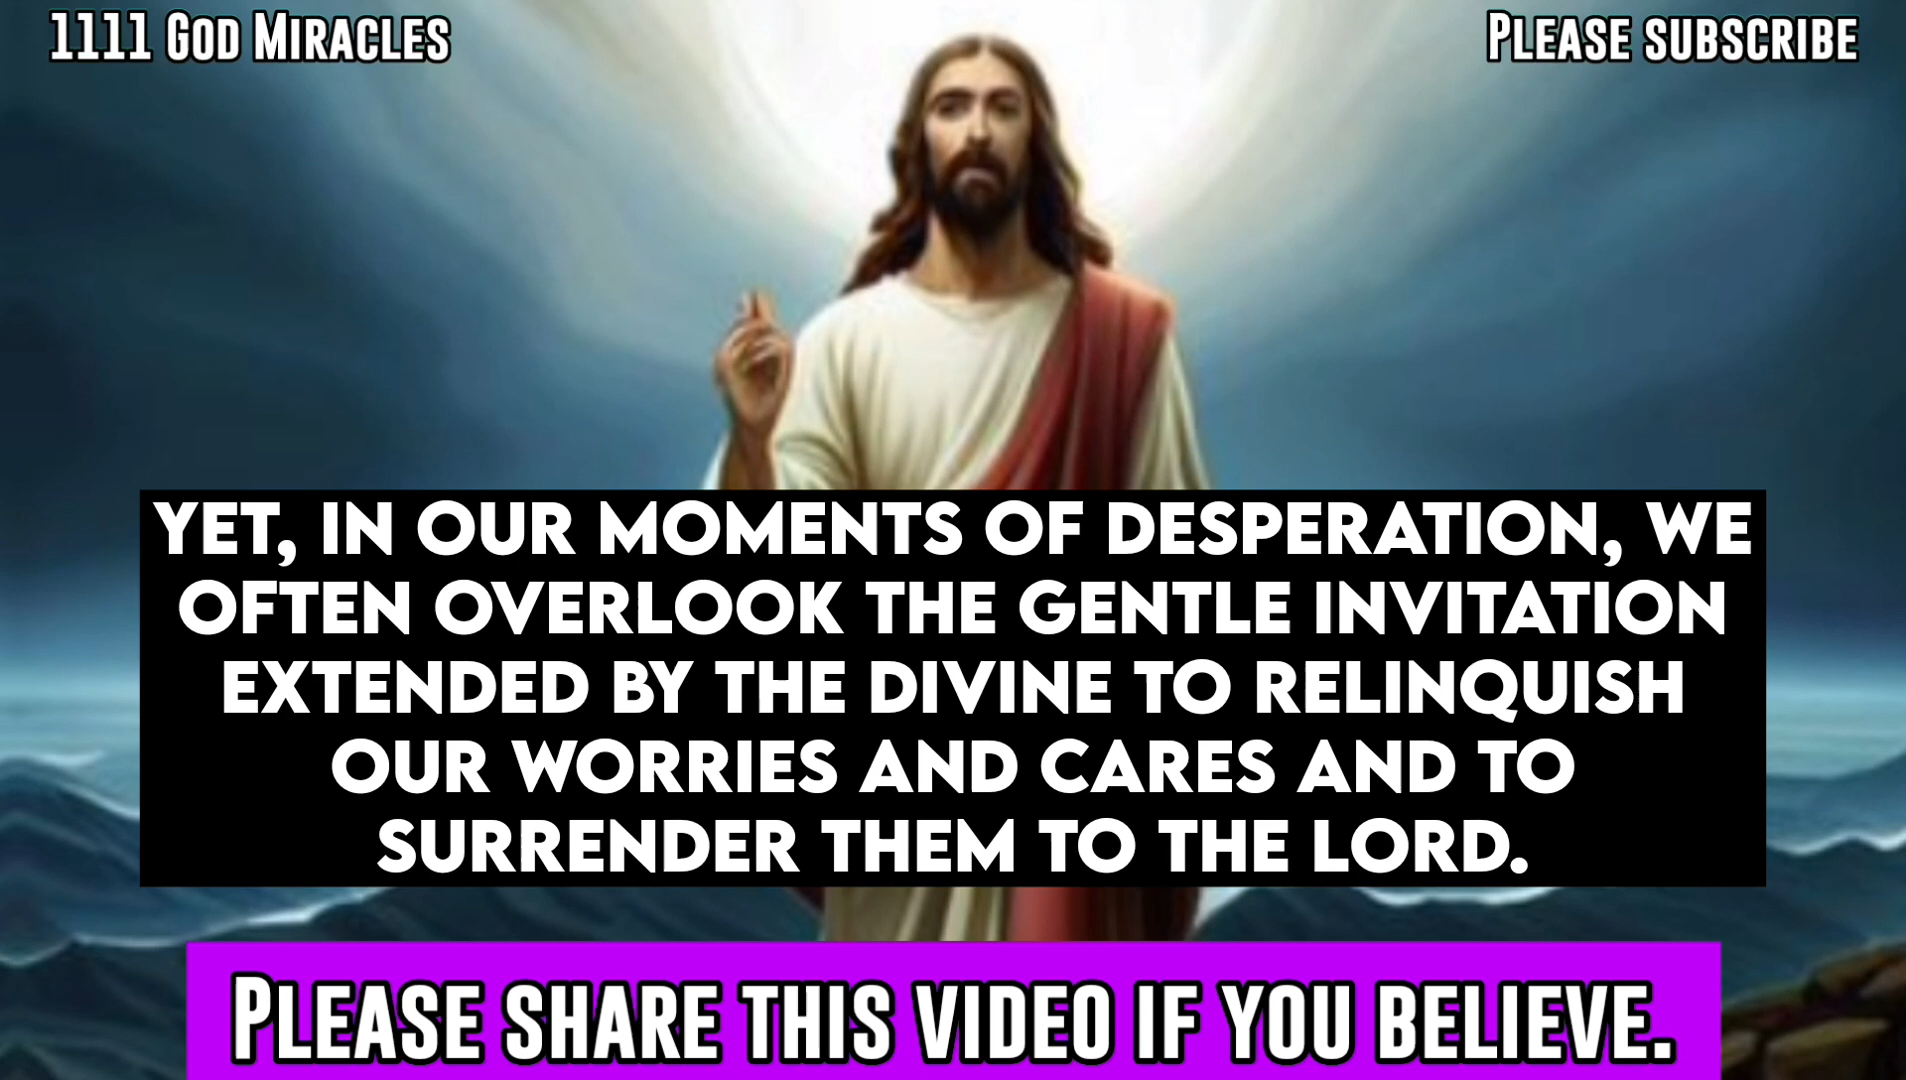 1111 God Miracles
Please subscribe
YET, IN OUR MOMENTS OF DESPERATION, WE
OFTEN OVERLOOK THE GENTLE INVITATION
EXTENDED BY THE DIVINE TO RELINQUISH
OUR WORRIES AND CARES AND TO
SURRENDER THEM TO THE LORD.
Please share this video if you believe.